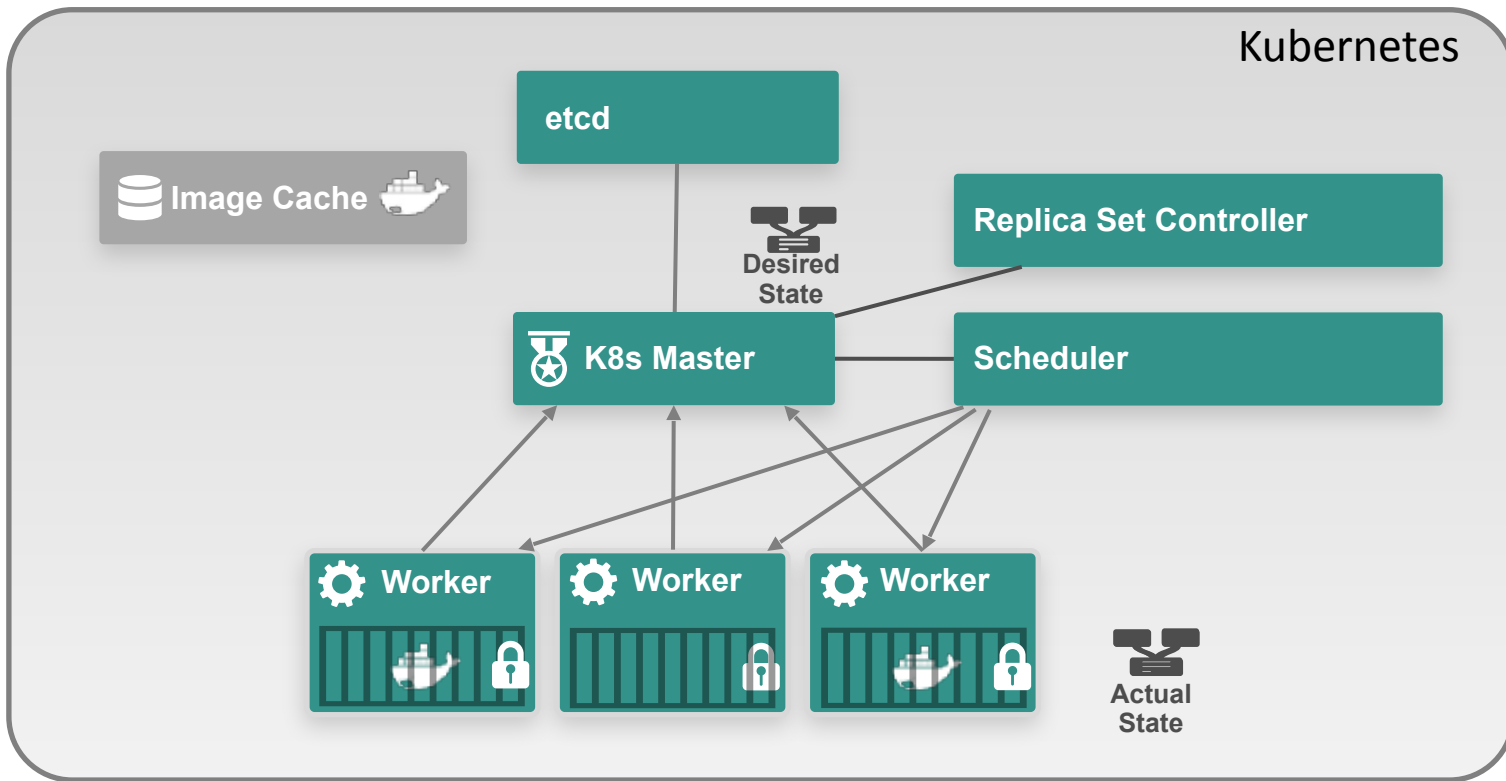 Kubernetes
etcd
Image Cache
Replica Set Controller
Desired
State
K8s Master
Scheduler
Worker
Worker
Worker
Actual
State